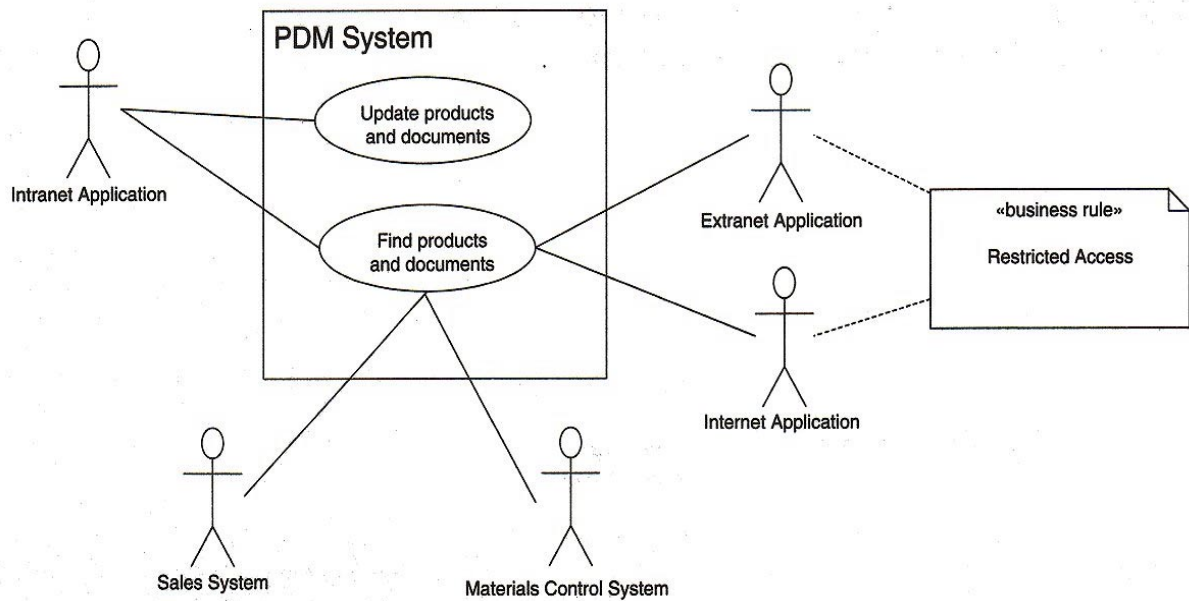 PDM System
Update products
and documents
Intranet Application
Find products
and documents
Extranet Application
«business rule»
Restricted Access
Internet Application
Sales System
Materials Control System